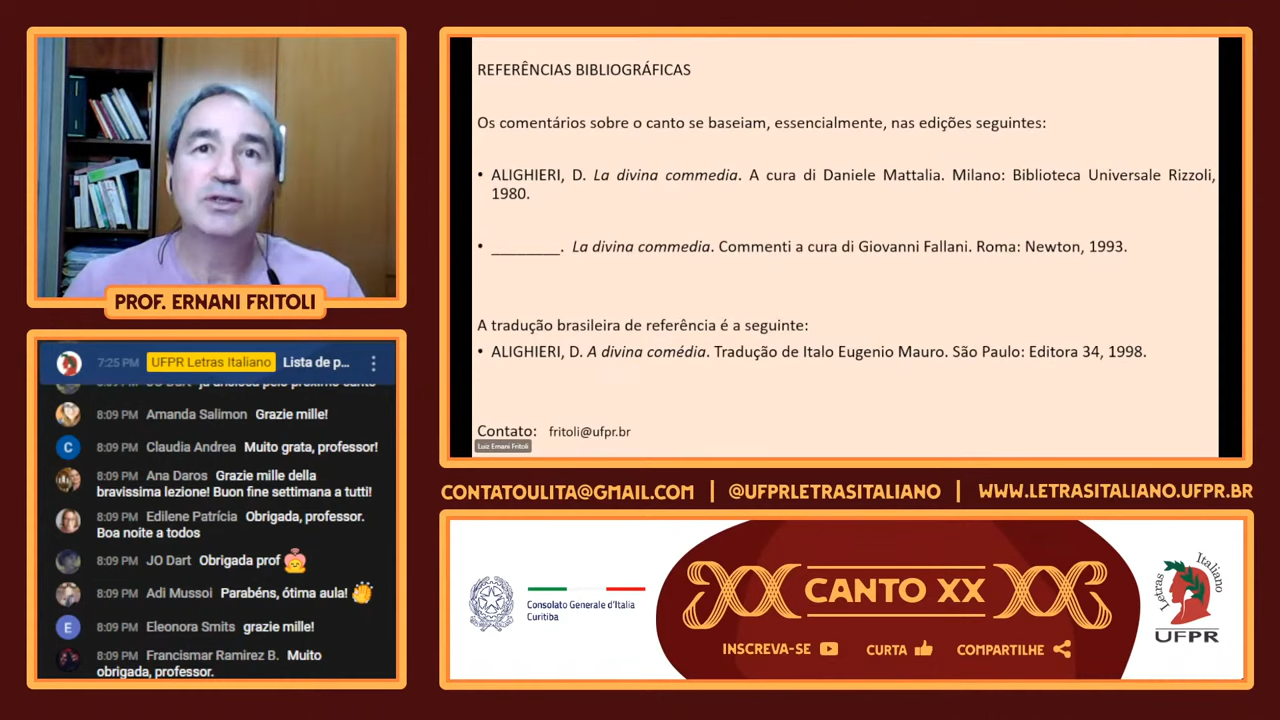 PROF. ERNANI FRITOLI
7:25 PM UFPR Letras Italiano Lista de p...
8:09 PM Amanda Salimon Grazie mille!
8:09 PM Claudia Andrea Muito grata, professor!
8:09 PM Ana Daros Grazie mille della
bravissima lezione! Buon fine settimana a tutti!
8:09 PM Edilene Patrícia Obrigada, professor.
Boa noite a todos
8:09 PM JO Dart Obrigada prof
8:09 PM Adi Mussoi Parabéns, ótima aula!
8:09 PM Eleonora Smits grazie mille!
8:09 PM Francismar Ramirez B. Muito
obrigada, professor.
REFERÊNCIAS BIBLIOGRÁFICAS
Os comentários sobre o canto se baseiam, essencialmente, nas edições seguintes:
• ALIGHIERI, D. La divina commedia. A cura di Daniele Mattalia. Milano: Biblioteca Universale Rizzoli,
1980.
• ________. La divina commedia. Commenti a cura di Giovanni Fallani. Roma: Newton, 1993.
A tradução brasileira de referência é a seguinte:
• ALIGHIERI, D. A divina comédia. Tradução de Italo Eugenio Mauro. São Paulo: Editora 34, 1998.
Contato: fritoli@ufpr.br
Luiz Ernani Fritoli
CONTATOULITA@GMAIL.COM | @UFPRLETRASITALIANO | WWW.LETRASITALIANO.UFPR.BR
Consolato Generale d'Italia
Curitiba
CANTO XX
INSCREVA-SE CURTA COMPARTILHE
Letras Italiano
UFPR